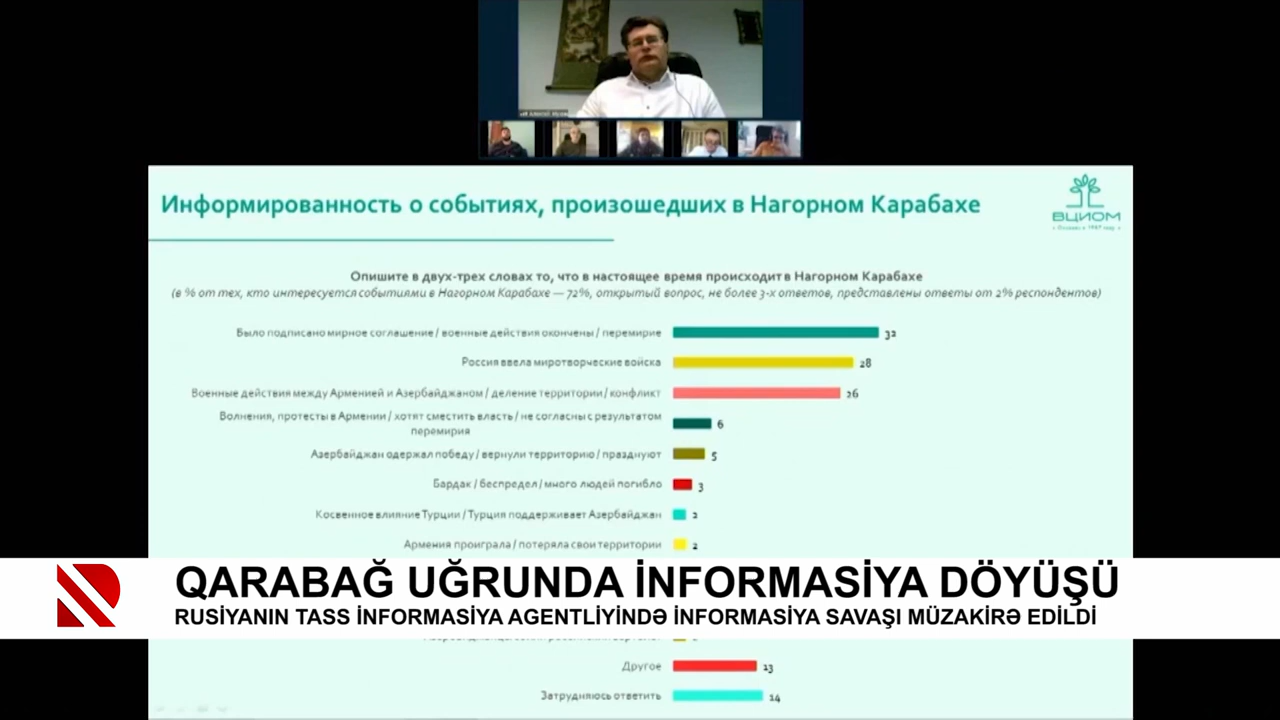 Информированность о событиях, произошедших в Нагорном Карабахе
ВЦИОМ
Опишите в двух-трех словах то, что в настоящее время происходит в Нагорном Карабахе
(в % от тех, кто интересуется событиями в Нагорном Карабахе — 72%, открытый вопрос, не более 3-х ответов, представлены ответы от 2% респондентов)
Было подписано мирное соглашение / военные действия окончены / перемирие 32
Россия ввела миротворческие войска 28
Военные действия между Арменией и Азербайджаном / деление территории / конфликт 26
Волнения, протесты в Армении / хотят сместить власть / не согласны с результатом
перемирия 6
Азербайджан одержал победу / вернули территорию / празднуют 5
Бардак / беспредел / много людей погибло 3
Косвенное влияние Турции / Турция поддерживает Азербайджан 2
Армения проиграла / потеряла свои территории 2
QARABAĞ UĞRUNDA İNFORMASİYA DÖYÜŞÜ
RUSİYANIN TASS İNFORMASİYA AGENTLİYİNDƏ İNFORMASİYA SAVAŞI MÜZAKİRƏ EDİLDİ
Другое 13
Затрудняюсь ответить 14